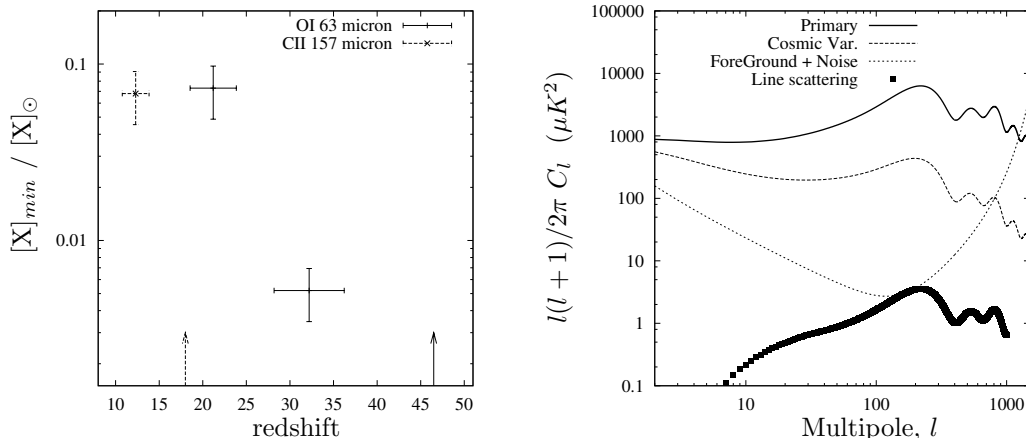 OI 63 micron
CII 157 micron
0.1
0.01
[X]min / [X]⊙
10 15 20 25 30 35 40 45 50
redshift
Primary
Cosmic Var.
ForeGround + Noise
Line scattering
100000
10000
1000
100
10
1
0.1
l(l + 1)/2π Cl (μK²)
10 100 1000
Multipole, l